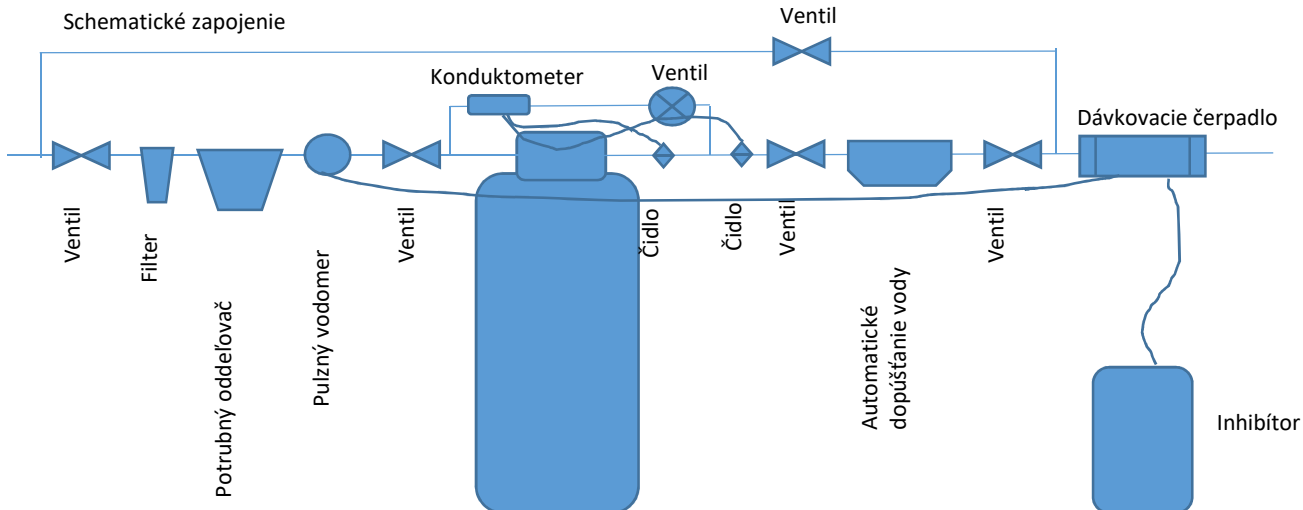 Schematické zapojenie
Ventil
Konduktometer
Ventil
Dávkovacie čerpadlo
Ventil
Filter
Potrubný oddeľovač
Pulzný vodomer
Ventil
Čidlo
Čidlo
Ventil
Automatické
dopúšťanie vody
Ventil
Inhibítor